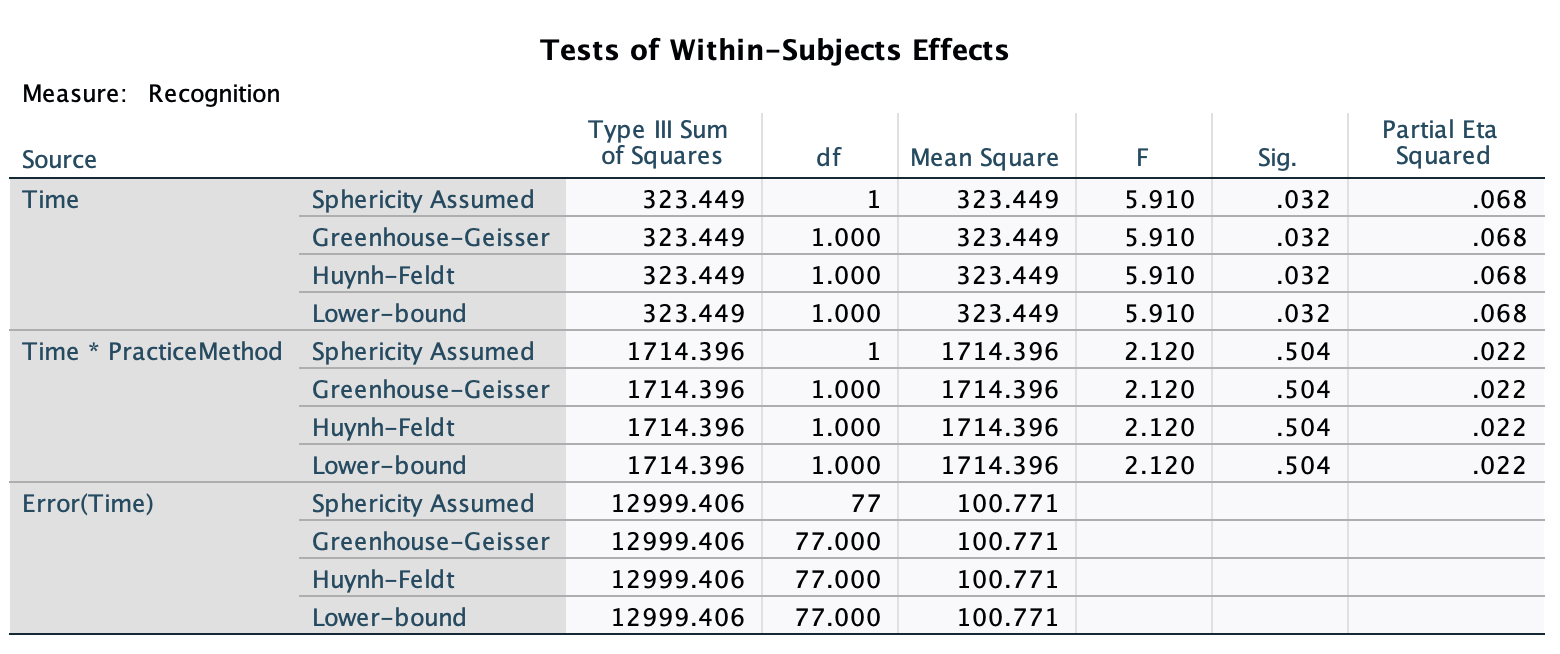 Tests of Within-Subjects Effects
Measure: Recognition
Source Type III Sum of Squares df Mean Square F Sig. Partial Eta Squared
Time Sphericity Assumed 323.449 1 323.449 5.910 .032 .068
Greenhouse-Geisser 323.449 1.000 323.449 5.910 .032 .068
Huynh-Feldt 323.449 1.000 323.449 5.910 .032 .068
Lower-bound 323.449 1.000 323.449 5.910 .032 .068
Time * PracticeMethod Sphericity Assumed 1714.396 1 1714.396 2.120 .504 .022
Greenhouse-Geisser 1714.396 1.000 1714.396 2.120 .504 .022
Huynh-Feldt 1714.396 1.000 1714.396 2.120 .504 .022
Lower-bound 1714.396 1.000 1714.396 2.120 .504 .022
Error(Time) Sphericity Assumed 12999.406 77 100.771
Greenhouse-Geisser 12999.406 77.000 100.771
Huynh-Feldt 12999.406 77.000 100.771
Lower-bound 12999.406 77.000 100.771